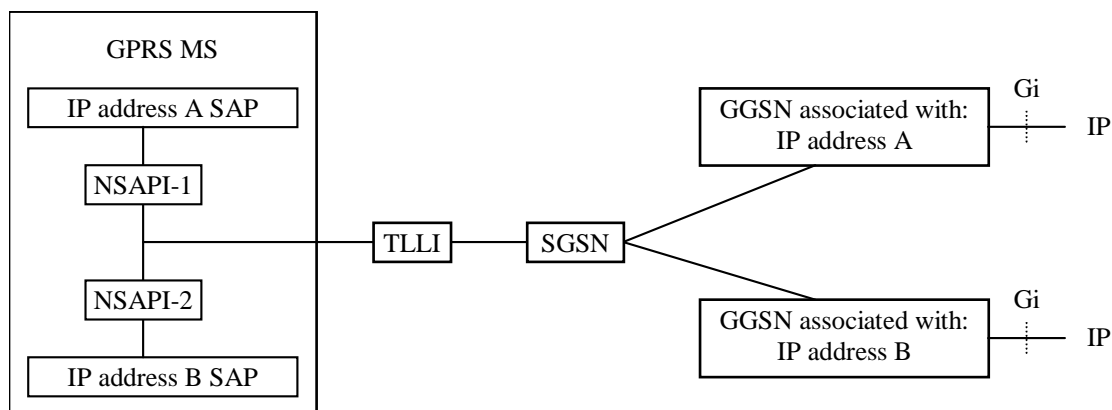 GPRS MS
IP address A SAP
NSAPI-1
NSAPI-2
IP address B SAP
TLLI
SGSN
GGSN associated with:
IP address A
Gi
IP
GGSN associated with:
IP address B
Gi
IP